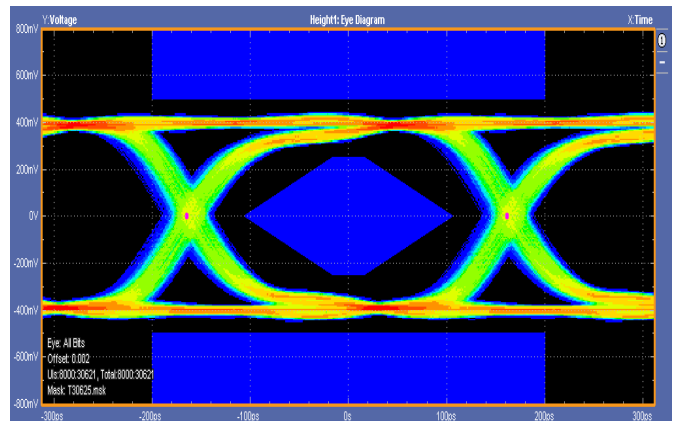 Y:Voltage Height1: Eye Diagram X:Time
800mV
600mV
400mV
200mV
0V
-200mV
-400mV
-600mV
-800mV
Eye: All Bits
Offset: 0.002
UIs:8000:30621, Total:8000:30621
Mask: T30625.msk
-300ps -200ps -100ps 0s 100ps 200ps 300ps